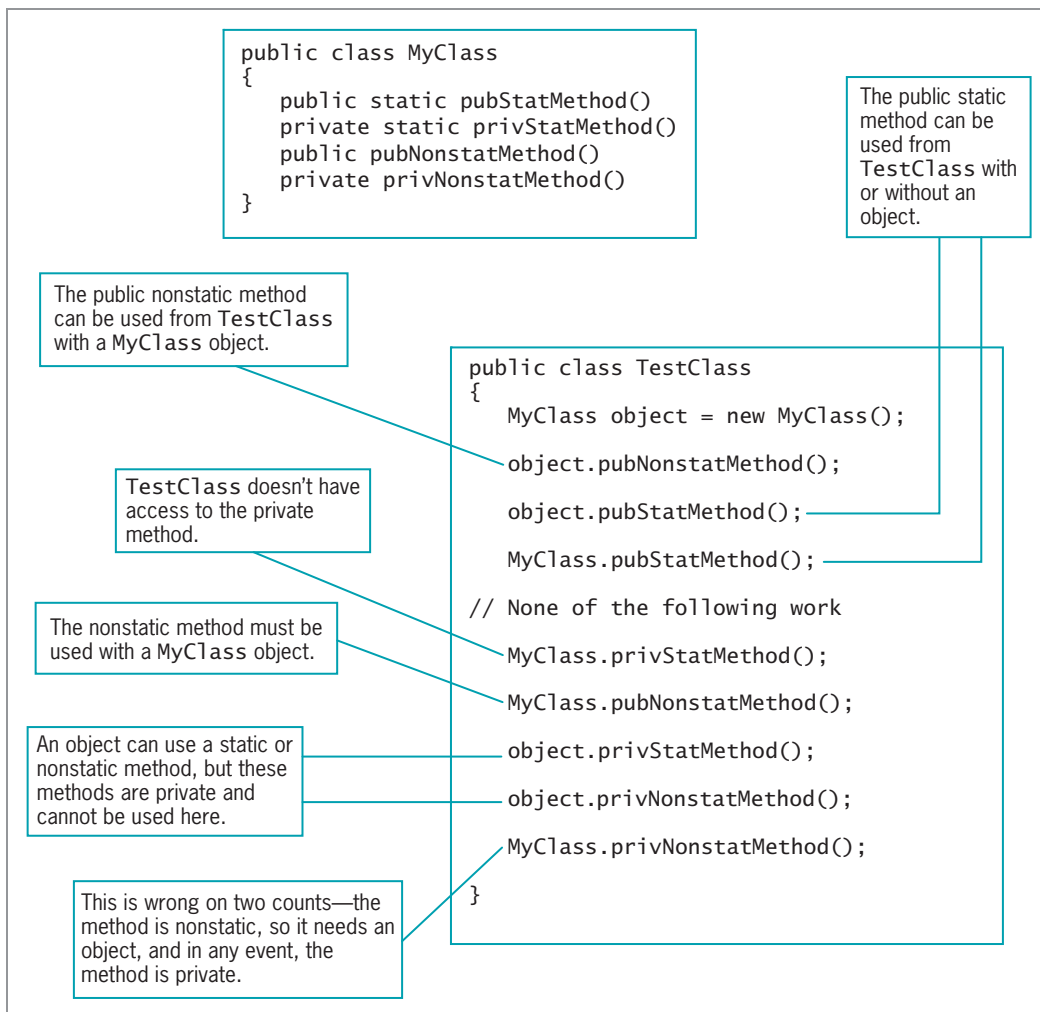 public class MyClass
{
   public static pubStatMethod()
   private static privStatMethod()
   public pubNonstatMethod()
   private privNonstatMethod()
}
The public static
method can be
used from
TestClass with
or without an
object.
The public nonstatic method
can be used from TestClass
with a MyClass object.
public class TestClass
{
   MyClass object = new MyClass();
   object.pubNonstatMethod();
   object.pubStatMethod();
   MyClass.pubStatMethod();
// None of the following work
   MyClass.privStatMethod();
   MyClass.pubNonstatMethod();
   object.privStatMethod();
   object.privNonstatMethod();
   MyClass.privNonstatMethod();
}
TestClass doesn't have
access to the private
method.
The nonstatic method must be
used with a MyClass object.
An object can use a static or
nonstatic method, but these
methods are private and
cannot be used here.
This is wrong on two counts—the
method is nonstatic, so it needs an
object, and in any event, the
method is private.